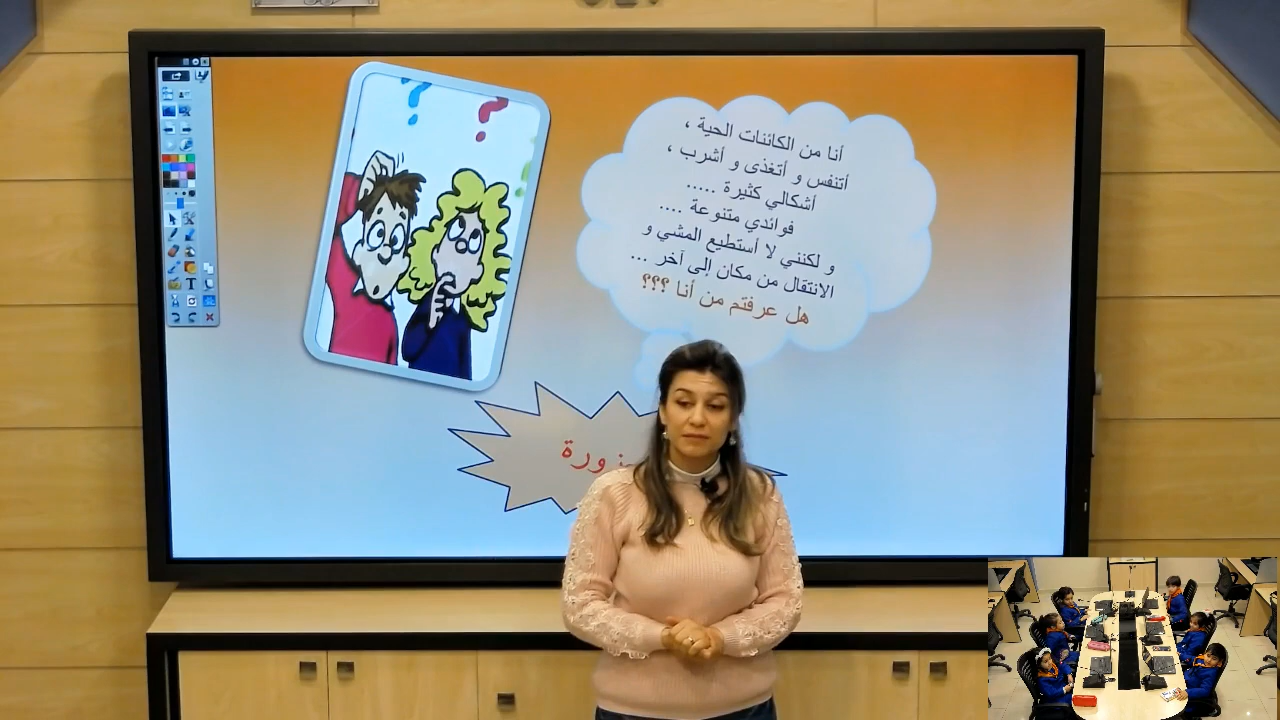 أنا من الكائنات الحية ،
أتنفس و أتغذى و أشرب ،
أشكالي كثيرة .....
فوائدي متنوعة ....
و لكنني لا أستطيع المشي و
الانتقال من مكان إلى آخر ...
هل عرفتم من أنا ؟؟؟